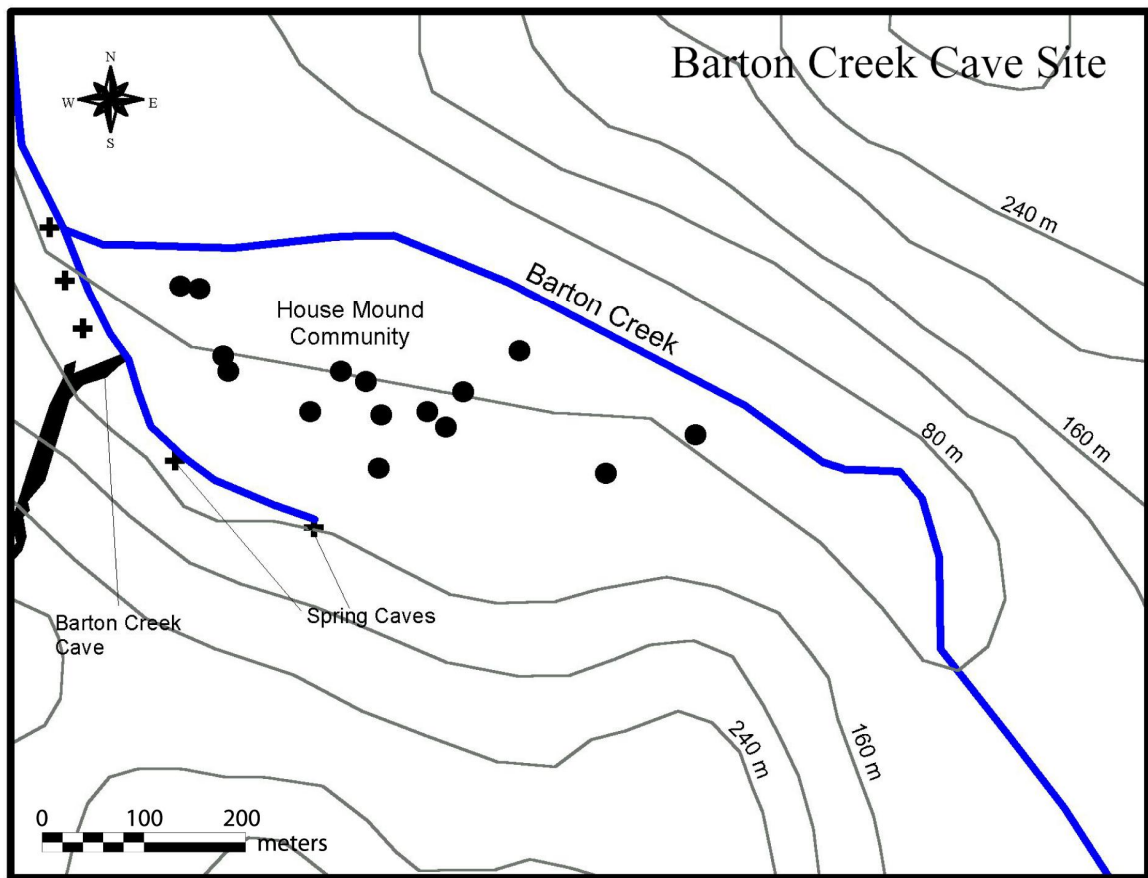 Barton Creek Cave Site
N
W E
S
240 m
Barton Creek
House Mound
Community
160 m
80 m
Barton Creek
Cave
Spring Caves
240 m
160 m
0 100 200
meters